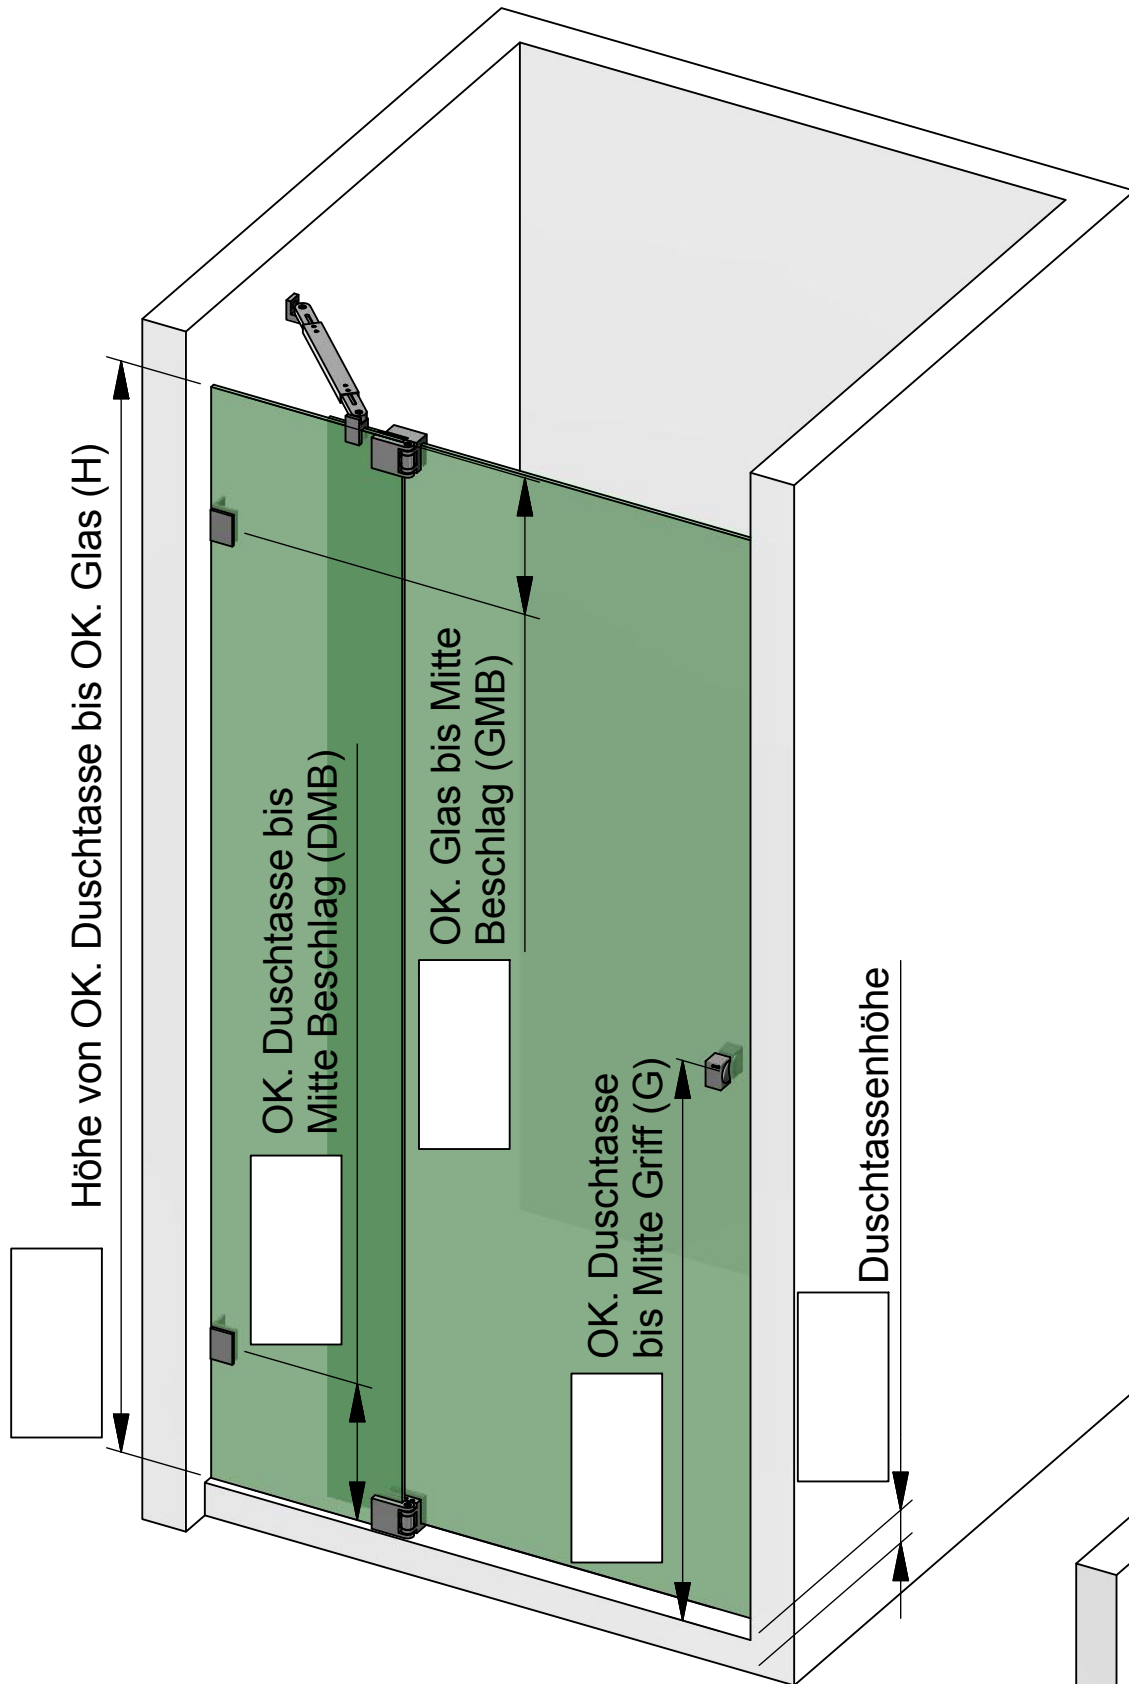 Höhe von OK. Duschtasse bis OK. Glas (H)
OK. Duschtasse bis
Mitte Beschlag (DMB)
OK. Glas bis Mitte
Beschlag (GMB)
OK. Duschtasse
bis Mitte Griff (G)
Duschtassenhöhe